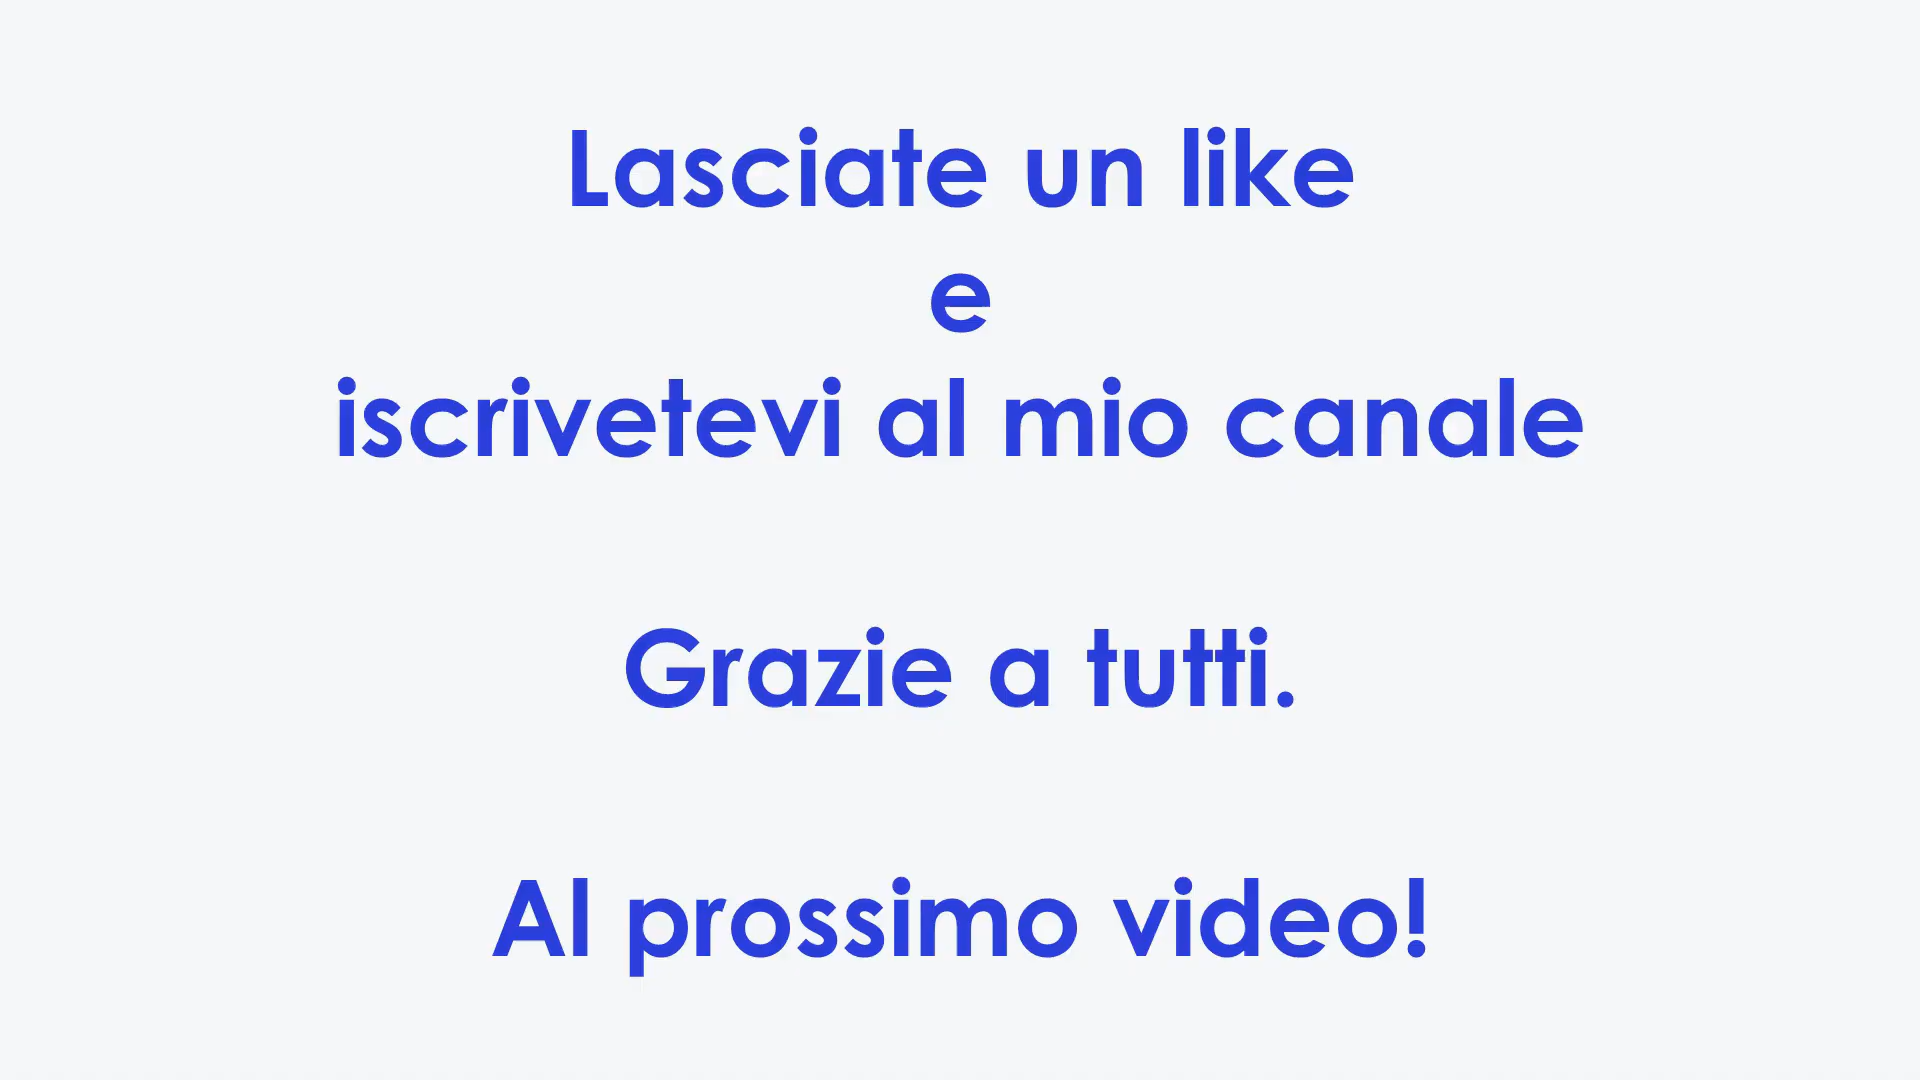 Lasciate un like
e
iscrivetevi al mio canale
Grazie a tutti.
Al prossimo video!